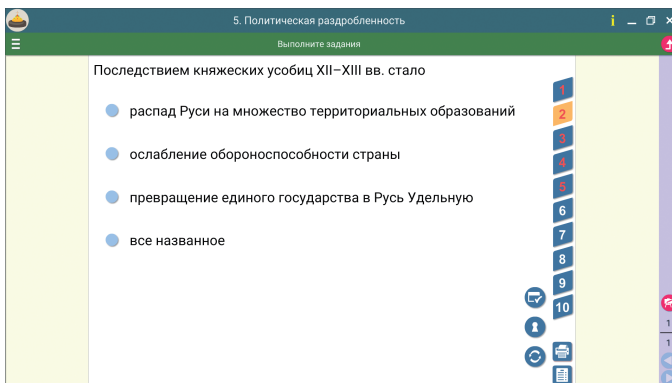 5. Политическая раздробленность
i
Выполните задания
Последствием княжеских усобиц XII–XIII вв. стало
распад Руси на множество территориальных образований
ослабление обороноспособности страны
превращение единого государства в Русь Удельную
все названное
1
2
3
4
5
6
7
8
9
10
1
1